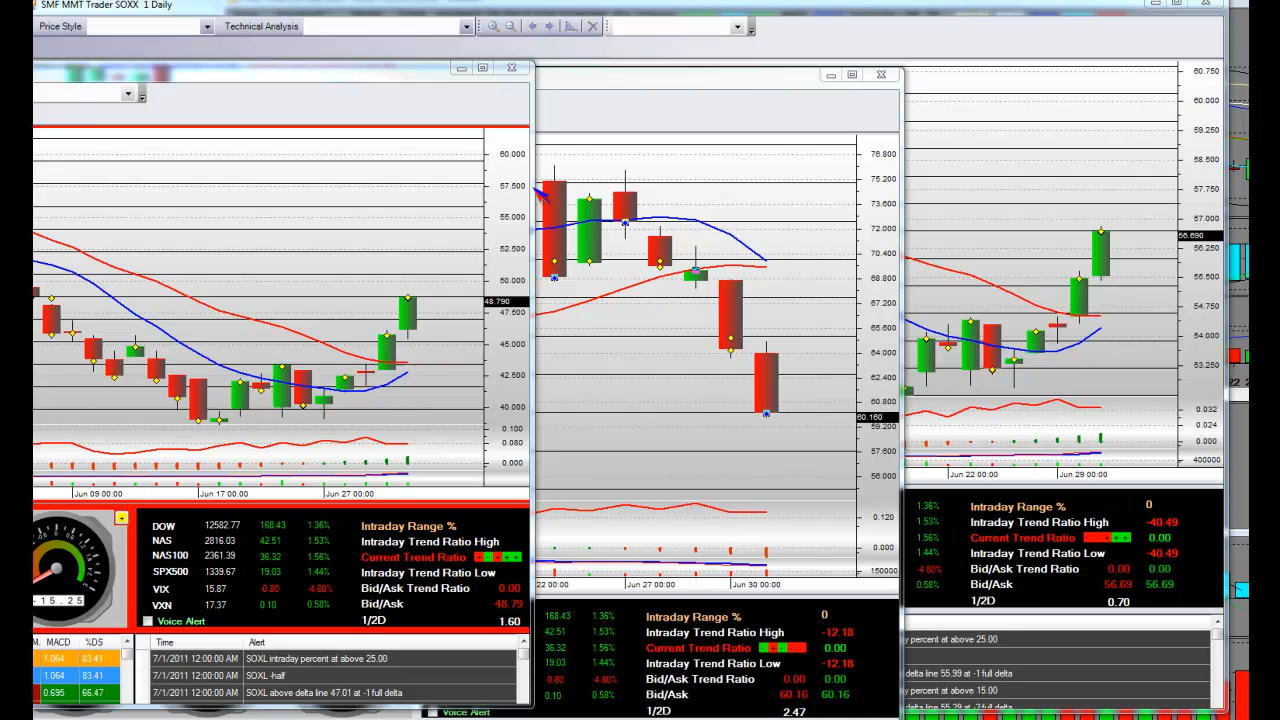 SMF MMT Trader SOXX 1 Daily
Price Style
Technical Analysis
60.000
57.500
55.000
52.500
50.000
48.790
47.500
45.000
42.500
40.000
0.100
0.080
0.000
Jun 09 00:00 Jun 17 00:00 Jun 27 00:00
DOW 12582.77 168.43 1.36% Intraday Range %
NAS 2816.03 42.51 1.53% Intraday Trend Ratio High
NAS100 2361.39 36.32 1.56% Current Trend Ratio
SPX500 1339.67 19.03 1.44% Intraday Trend Ratio Low
VIX 15.87 -0.80 -4.80% Bid/Ask Trend Ratio 0.00
VXN 17.37 0.10 0.58% Bid/Ask 48.79
Voice Alert 1/2D 1.60
- 15.25
M. MACD %DS
1.064 83.41
1.064 83.41
0.695 66.47
Time Alert
7/1/2011 12:00:00 AM SOXL intraday percent at above 25.00
7/1/2011 12:00:00 AM SOXL -half
7/1/2011 12:00:00 AM SOXL above delta line 47.01 at -1 full delta
76.800
75.200
73.600
72.000
70.400
68.800
67.200
65.600
64.000
62.400
60.800
60.160
59.200
57.600
56.000
0.120
0.000
150000
22 00:00 Jun 27 00:00 Jun 30 00:00
168.43 1.36% Intraday Range % 0
42.51 1.53% Intraday Trend Ratio High -12.18
36.32 1.56% Current Trend Ratio 0.00
19.03 1.44% Intraday Trend Ratio Low -12.18
-0.80 -4.80% Bid/Ask Trend Ratio 0.00 0.00
0.10 0.58% Bid/Ask 60.16 60.16
1/2D 2.47
Voice Alert
60.750
60.000
59.250
58.500
57.750
57.000
56.690
56.250
55.500
54.750
54.000
53.250
0.032
0.024
0.000
400000
Jun 22 00:00 Jun 29 00:00
1.36% Intraday Range % 0
1.53% Intraday Trend Ratio High -40.49
1.56% Current Trend Ratio 0.00
1.44% Intraday Trend Ratio Low -40.49
-4.80% Bid/Ask Trend Ratio 0.00 0.00
0.58% Bid/Ask 56.69 56.69
1/2D 0.70
y percent at above 25.00
delta line 55.99 at -1 full delta
y percent at above 15.00
delta line 55.29 at -1 full delta
22